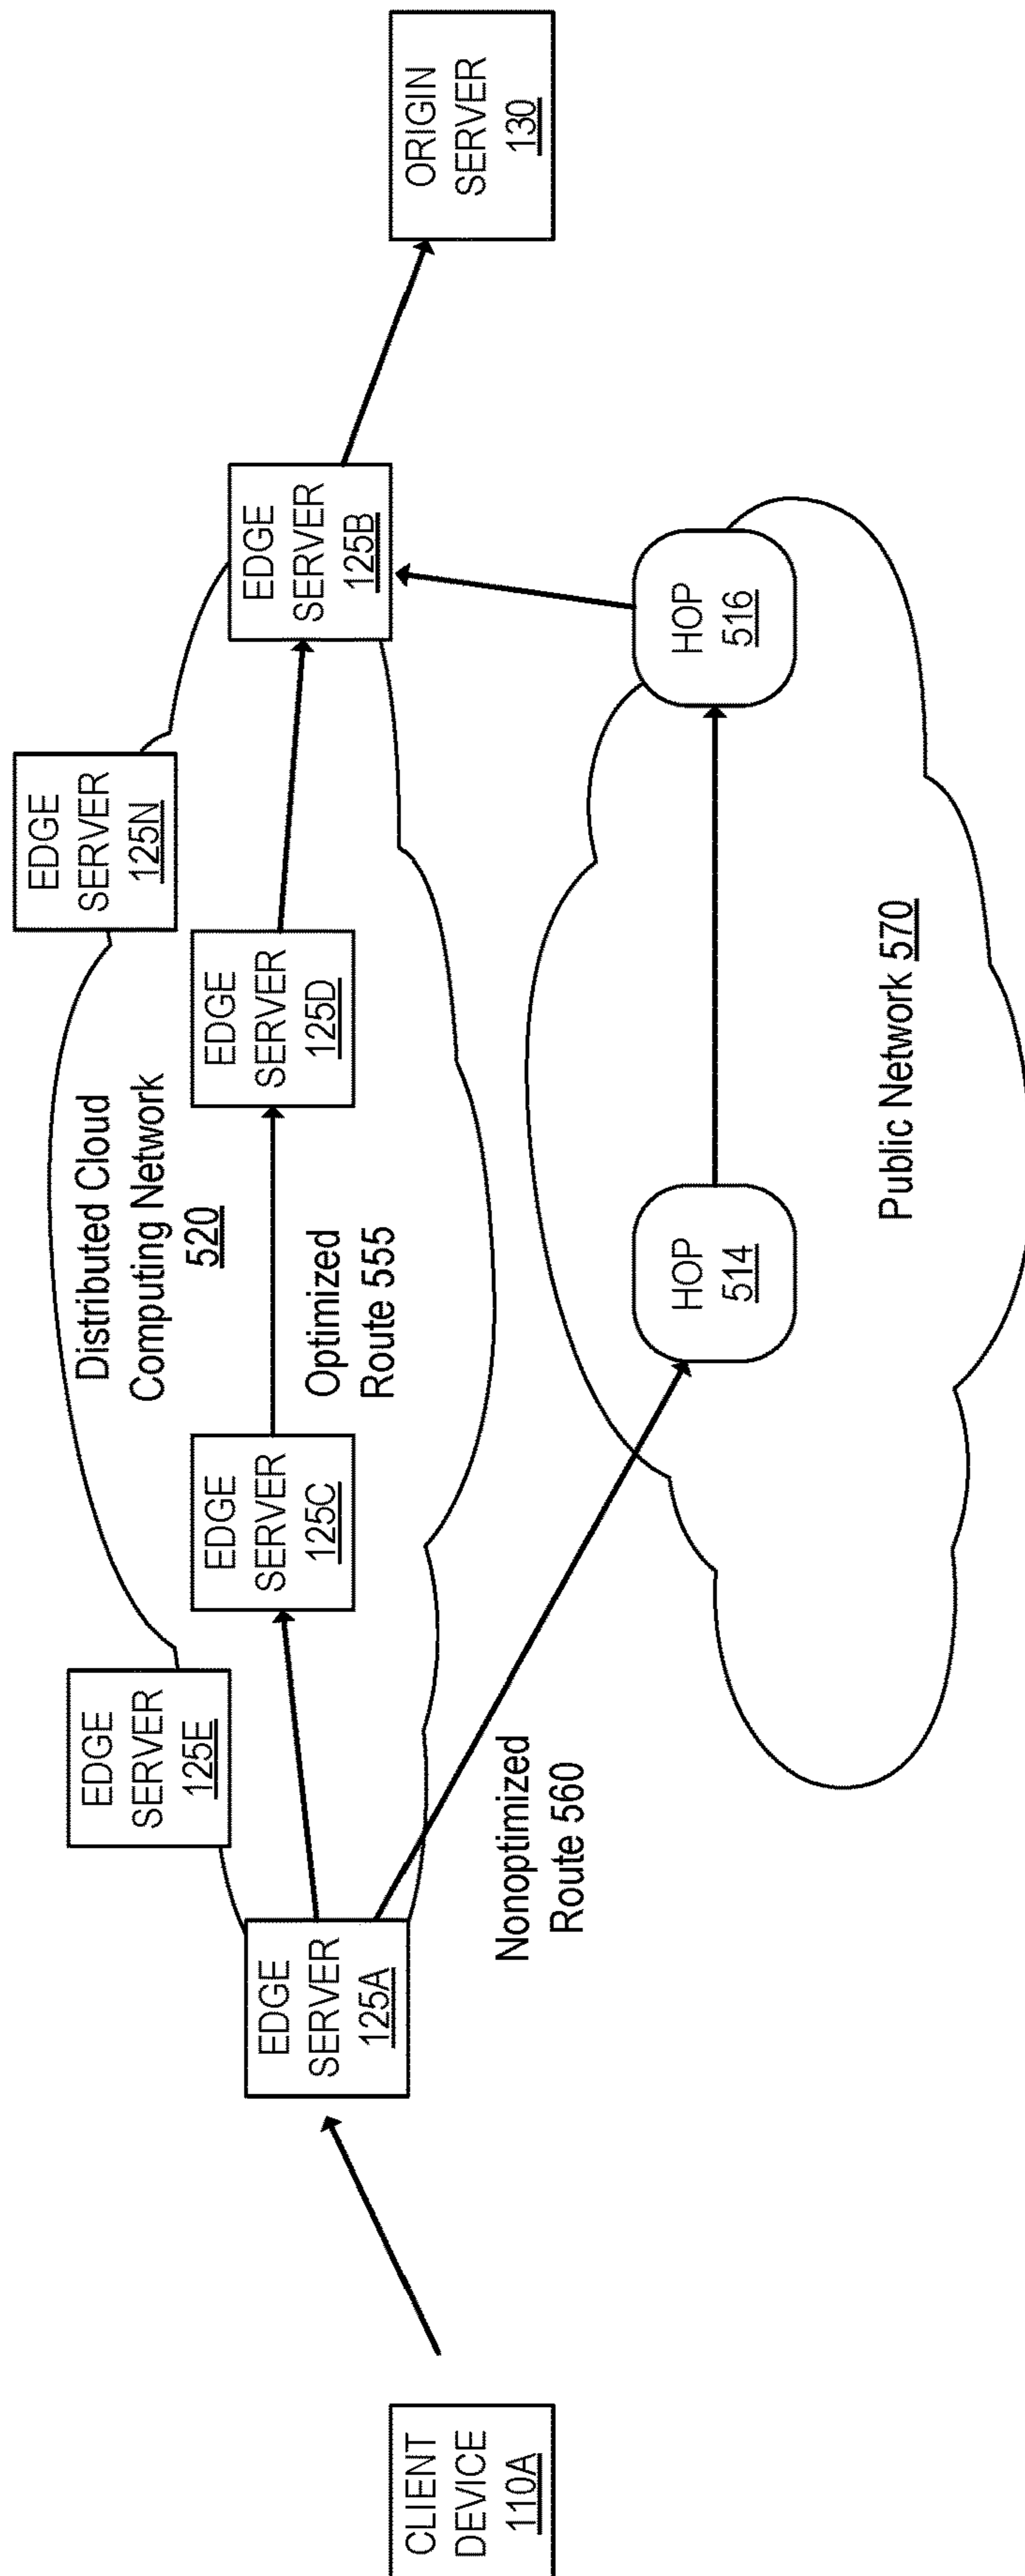 CLIENT
DEVICE
110A
EDGE
SERVER
125A
EDGE
SERVER
125E
Nonoptimized
Route 560
EDGE
SERVER
125C
Distributed Cloud
Computing Network
520
Optimized
Route 555
EDGE
SERVER
125D
EDGE
SERVER
125N
HOP
514
Public Network 570
HOP
516
EDGE
SERVER
125B
ORIGIN
SERVER
130